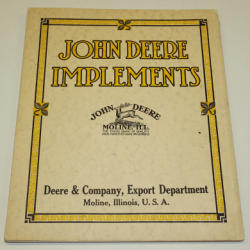 JOHN DEERE
IMPLEMENTS
JOHN DEERE
MOLINE, ILL.
Deere & Company, Export Department
Moline, Illinois, U. S. A.